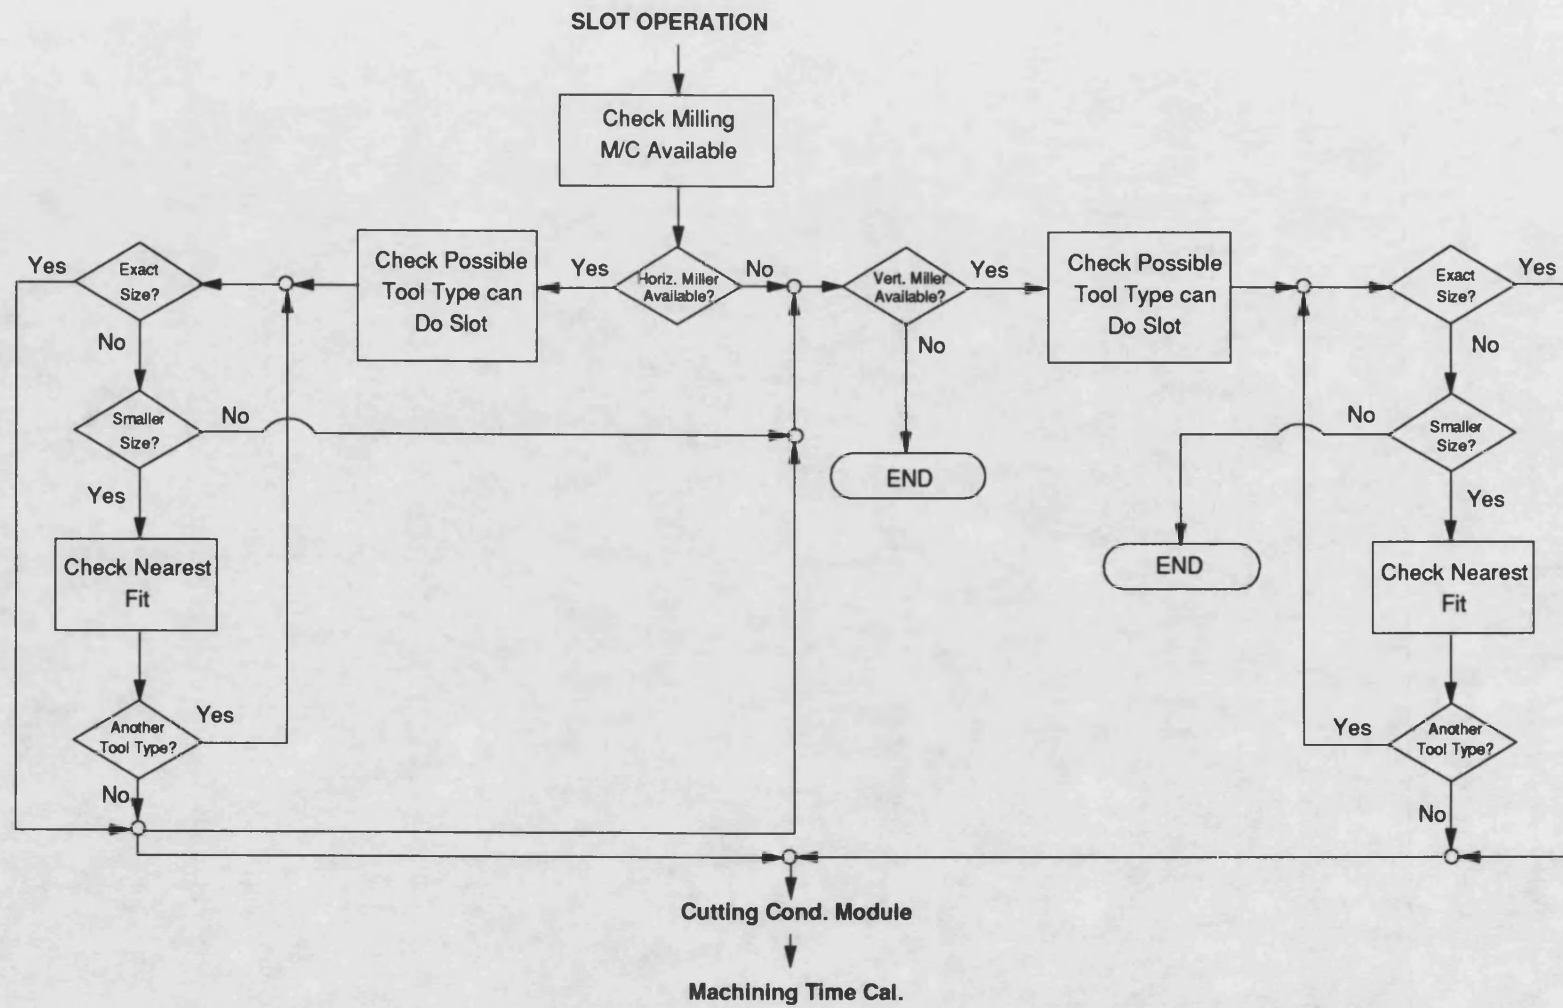 SLOT OPERATION
Check Milling
M/C Available
Yes
Exact
Size?
Check Possible
Tool Type can
Do Slot
Yes
Horiz. Miller
Available?
No
Vert. Miller
Available?
Yes
Check Possible
Tool Type can
Do Slot
Exact
Size?
Yes
No
No
No
Smaller
Size?
No
No
Smaller
Size?
END
Yes
Yes
Check Nearest
Fit
END
Check Nearest
Fit
Another
Tool Type?
Yes
Yes
Another
Tool Type?
No
No
Cutting Cond. Module
Machining Time Cal.